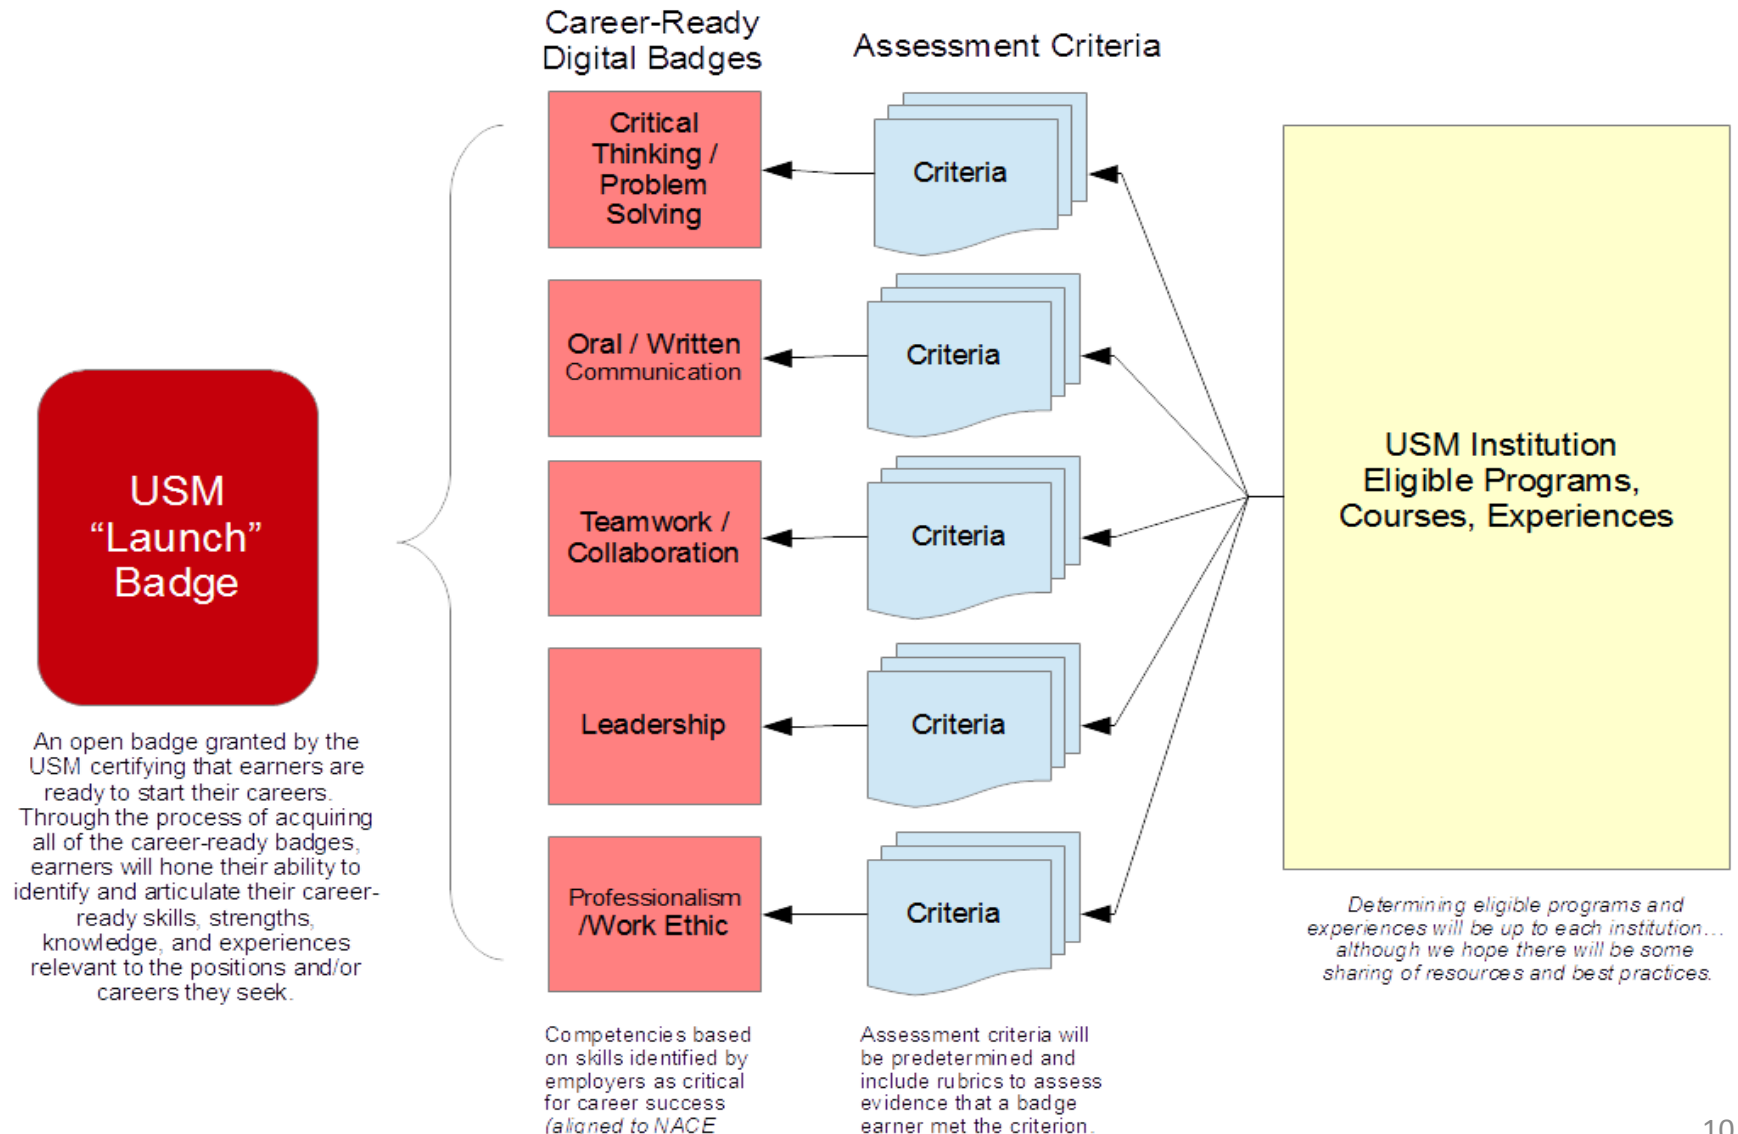 Career-Ready
Digital Badges
Assessment Criteria
Critical
Thinking /
Problem
Solving
Criteria
Oral / Written
Communication
Criteria
Teamwork /
Collaboration
Criteria
Leadership
Criteria
Professionalism
/Work Ethic
Criteria
USM
“Launch”
Badge
An open badge granted by the
USM certifying that earners are
ready to start their careers.
Through the process of acquiring
all of the career-ready badges,
earners will hone their ability to
identify and articulate their career-
ready skills, strengths,
knowledge, and experiences
relevant to the positions and/or
careers they seek.
Competencies based
on skills identified by
employers as critical
for career success
(aligned to NACE
Assessment criteria will
be predetermined and
include rubrics to assess
evidence that a badge
earner met the criterion.
USM Institution
Eligible Programs,
Courses, Experiences
Determining eligible programs and
experiences will be up to each institution...
although we hope there will be some
sharing of resources and best practices.
10